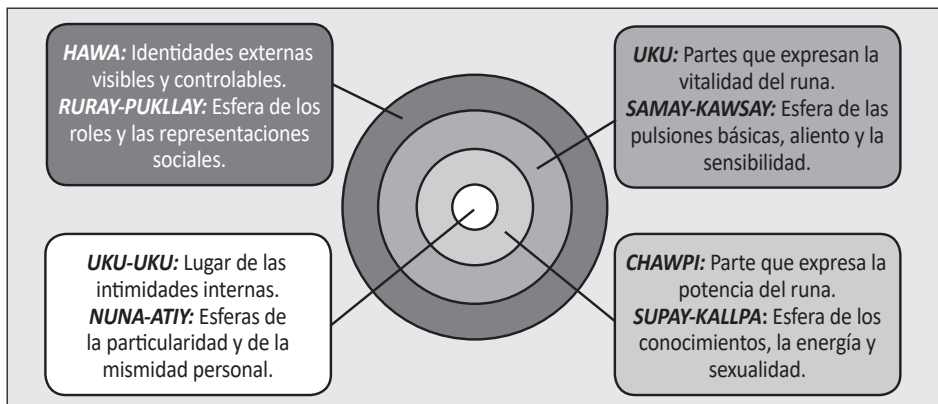 HAWA: Identidades externas
visibles y controlables.
RURAY-PUKLLAY: Esfera de los
roles y las representaciones
sociales.
UKU: Partes que expresan la
vitalidad del runa.
SAMAY-KAWSAY: Esfera de las
pulsiones básicas, aliento y la
sensibilidad.
UKU-UKU: Lugar de las
intimidades internas.
NUNA-ATIY: Esferas de
la particularidad y de la
mismidad personal.
CHAWPI: Parte que expresa la
potencia del runa.
SUPAY-KALLPA: Esfera de los
conocimientos, la energía y
sexualidad.